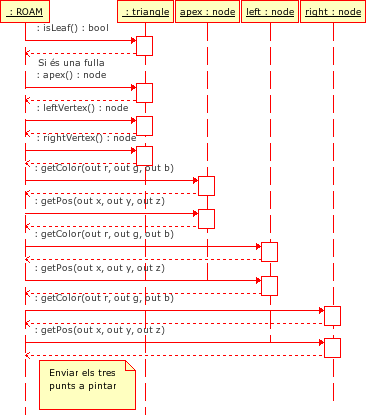 : ROAM
: triangle
apex : node
left : node
right : node
: isLeaf() : bool
Si és una fulla
: apex() : node
: leftVertex() : node
: rightVertex() : node
: getColor(out r, out g, out b)
: getPos(out x, out y, out z)
: getColor(out r, out g, out b)
: getPos(out x, out y, out z)
: getColor(out r, out g, out b)
: getPos(out x, out y, out z)
Enviar els tres
punts a pintar